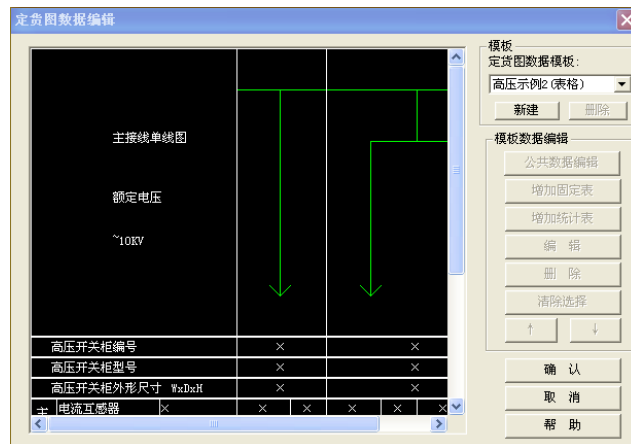 定货图数据编辑
主接线单线图
额定电压
~10KV
高压开关柜编号 × ×
高压开关柜型号 × ×
高压开关柜外形尺寸 WxDxH × ×
主 电流互感器 × × × × × ×
模板
定货图数据模板:
高压示例2(表格)
新建 删除
模板数据编辑
公共数据编辑
增加固定表
增加统计表
编 辑
删 除
清除选择
↑ ↓
确 认
取 消
帮 助